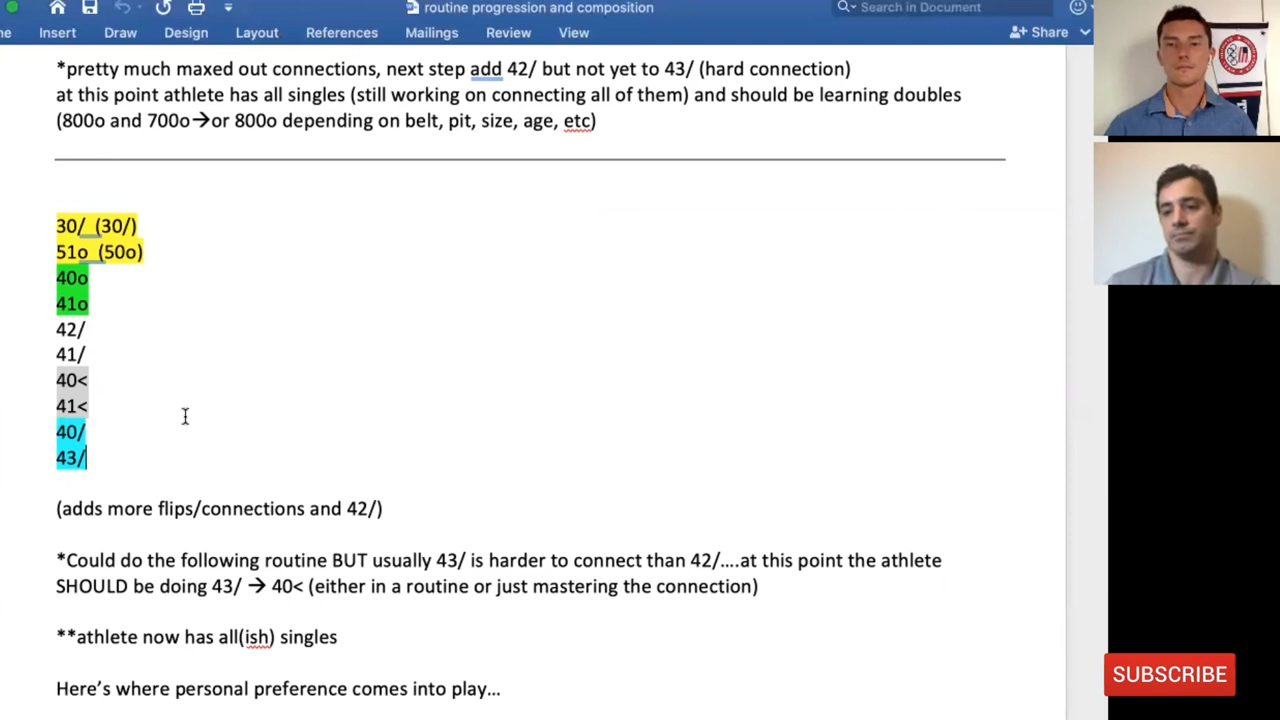 routine progression and composition
Search in Document
Insert Draw Design Layout References Mailings Review View
Share
*pretty much maxed out connections, next step add 42/ but not yet to 43/ (hard connection)
at this point athlete has all singles (still working on connecting all of them) and should be learning doubles
(800o and 700o→or 800o depending on belt, pit, size, age, etc)
30/ (30/)
51o (50o)
40o
41o
42/
41/
40<
41<
40/
43/
(adds more flips/connections and 42/)
*Could do the following routine BUT usually 43/ is harder to connect than 42/....at this point the athlete
SHOULD be doing 43/ → 40< (either in a routine or just mastering the connection)
**athlete now has all(ish) singles
Here's where personal preference comes into play...
SUBSCRIBE